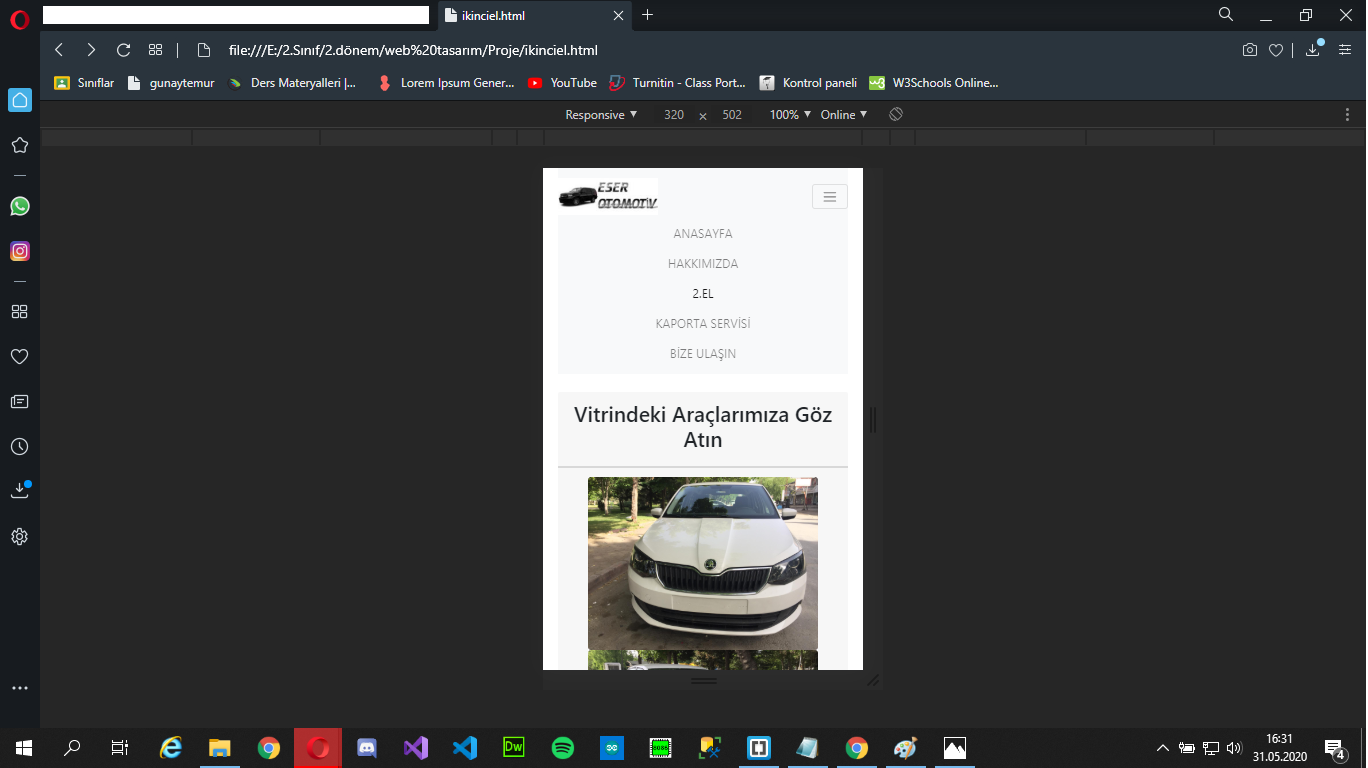 ikinciel.html
file:///E:/2.Sınıf/2.dönem/web%20tasarım/Proje/ikinciel.html
Sınıflar
gunaytemur
Ders Materyalleri |...
Lorem Ipsum Gener...
YouTube
Turnitin - Class Port...
Kontrol paneli
W3Schools Online...
Responsive
320 × 502
100%
Online
ESER
OTOMOTİV
ANASAYFA
HAKKIMIZDA
2.EL
KAPORTA SERVİSİ
BİZE ULAŞIN
Vitrindeki Araçlarımıza Göz
Atın
Dw
16:31
31.05.2020
4